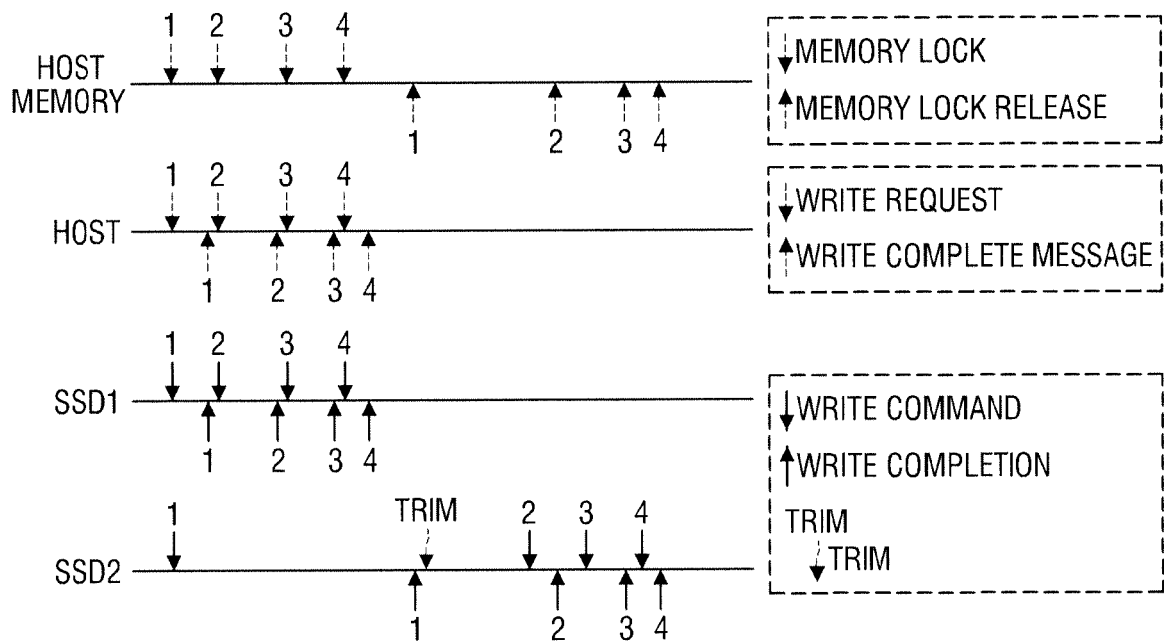 1 2 3 4
HOST
MEMORY
1 2 3 4
MEMORY LOCK
MEMORY LOCK RELEASE
1 2 3 4
HOST
1 2 3 4
WRITE REQUEST
WRITE COMPLETE MESSAGE
1 2 3 4
SSD1
1 2 3 4
1 TRIM 2 3 4
SSD2
1 2 3 4
WRITE COMMAND
WRITE COMPLETION
TRIM
TRIM